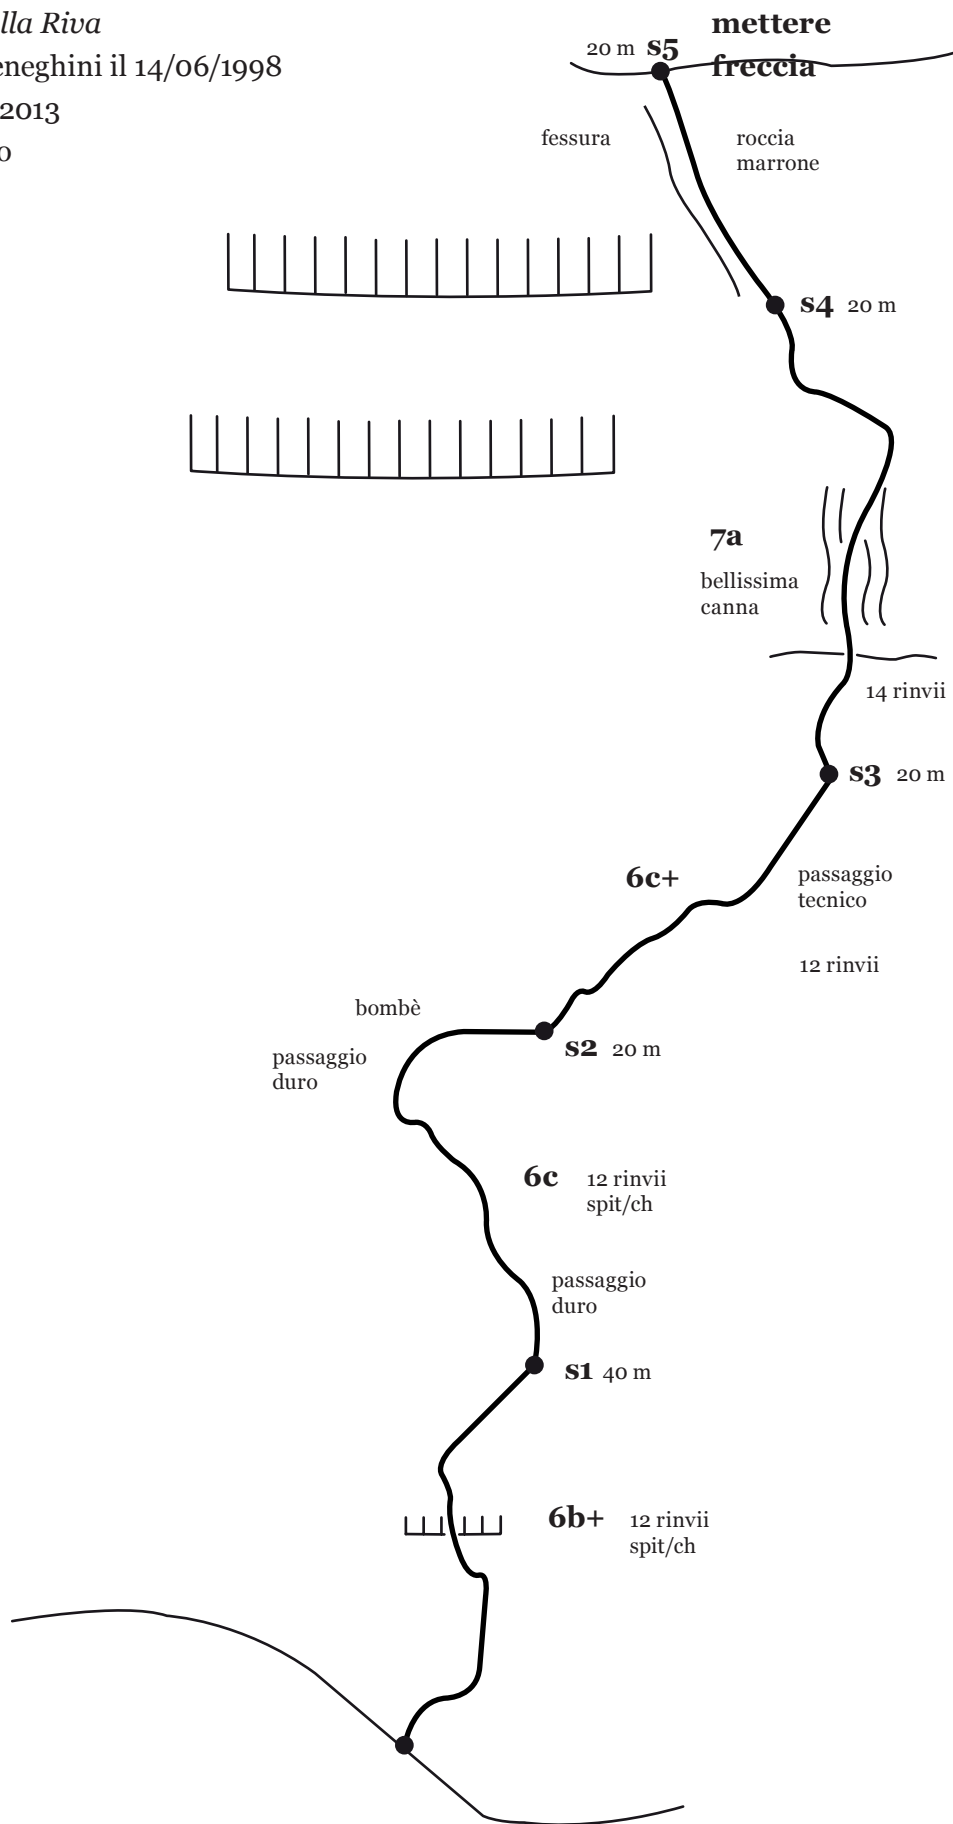 lla Riva
eneghini il 14/06/1998
2013
o
mettere
freccia
20 m s5
fessura
roccia
marrone
s4 20 m
7a
bellissima
canna
14 rinvii
s3 20 m
6c+
passaggio
tecnico
12 rinvii
bombè
s2 20 m
passaggio
duro
6c 12 rinvii
spit/ch
passaggio
duro
s1 40 m
6b+ 12 rinvii
spit/ch